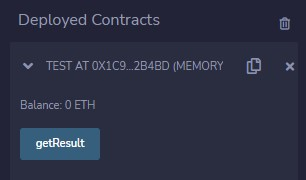 Deployed Contracts
TEST AT 0X1C9...2B4BD (MEMORY
Balance: 0 ETH
getResult